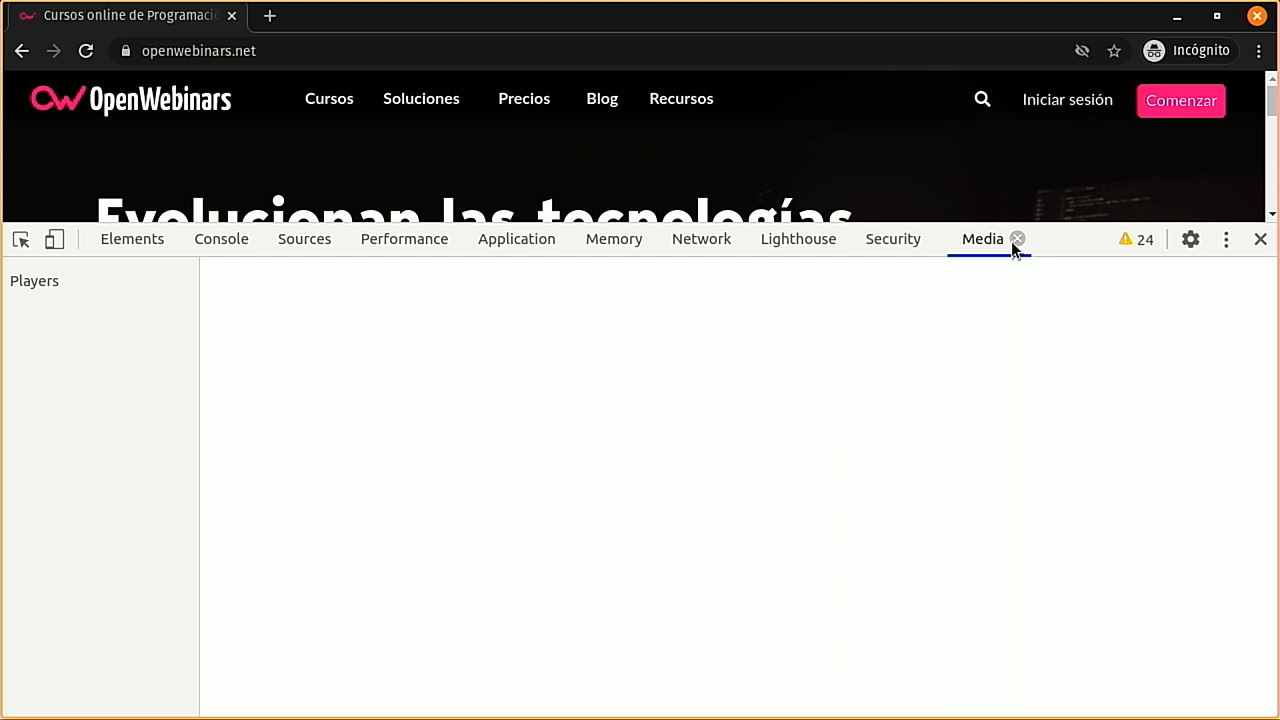 Cursos online de Programació
openwebinars.net
Incógnito
OpenWebinars Cursos Soluciones Precios Blog Recursos Iniciar sesión Comenzar
Evolucionan las tecnologías
Elements Console Sources Performance Application Memory Network Lighthouse Security Media 24
Players